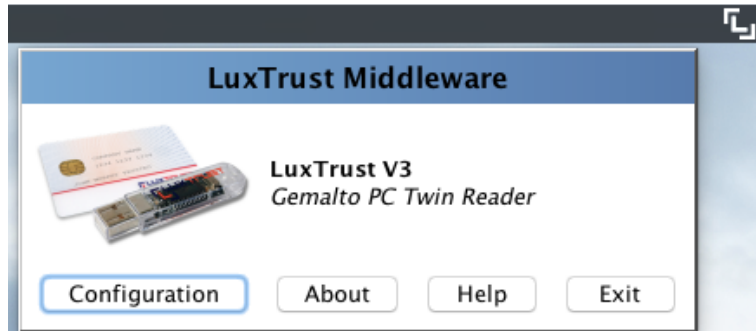 LuxTrust Middleware
LuxTrust V3
Gemalto PC Twin Reader
Configuration
About
Help
Exit